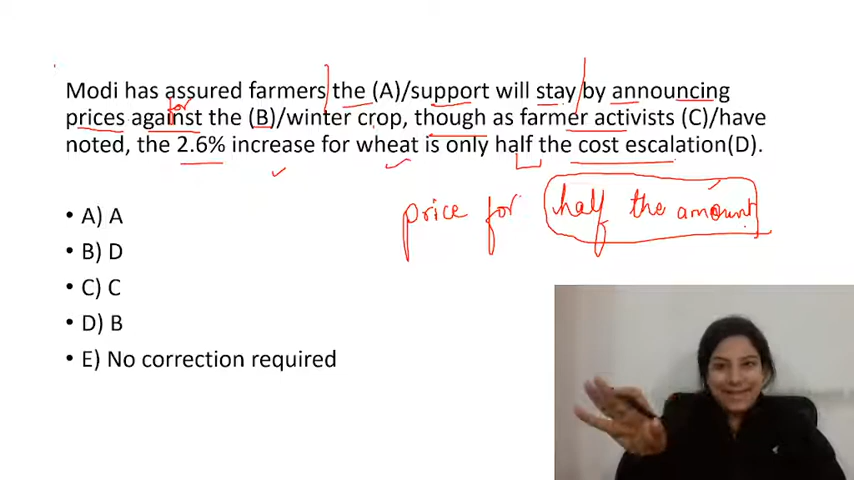 Modi has assured farmers the (A)/support will stay by announcing
for
prices against the (B)/winter crop, though as farmer activists (C)/have
noted, the 2.6% increase for wheat is only half the cost escalation(D).
price for half the amount
• A) A
• B) D
• C) C
• D) B
• E) No correction required